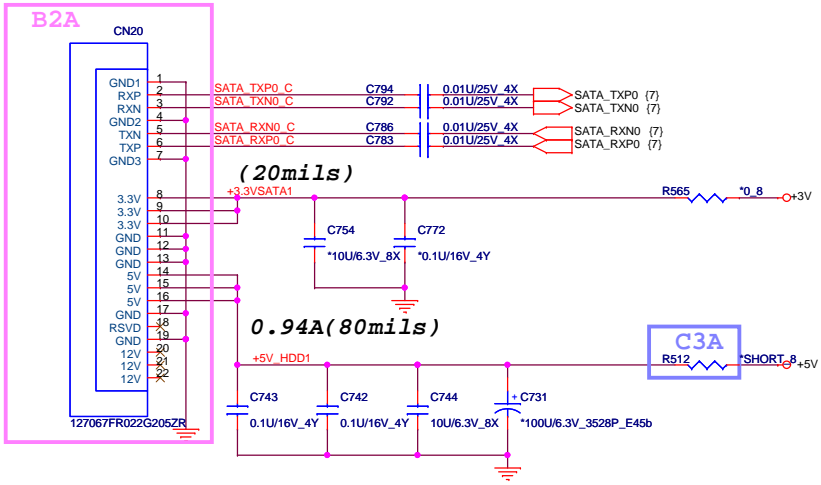 B2A
CN20
GND1 1
RXP 2 SATA_TXP0_C C794 0.01U/25V_4X SATA_TXP0 {7}
RXN 3 SATA_TXN0_C C792 0.01U/25V_4X SATA_TXN0 {7}
GND2 4
TXN 5 SATA_RXN0_C C786 0.01U/25V_4X SATA_RXN0 {7}
TXP 6 SATA_RXP0_C C783 0.01U/25V_4X SATA_RXP0 {7}
GND3 7
(20mils)
3.3V 8 +3.3VSATA1 R565 *0_8 +3V
3.3V 9
3.3V 10
GND 11 C754 C772
GND 12 *10U/6.3V_8X *0.1U/16V_4Y
GND 13
5V 14
5V 15
5V 16
GND 17
RSVD 18 0.94A(80mils)
GND 19 C3A
12V 20 +5V_HDD1 R512 *SHORT_8 +5V
12V 21
12V 22
C743 C742 C744 + C731
127067FR022G205ZR 0.1U/16V_4Y 0.1U/16V_4Y 10U/6.3V_8X *100U/6.3V_3528P_E45b